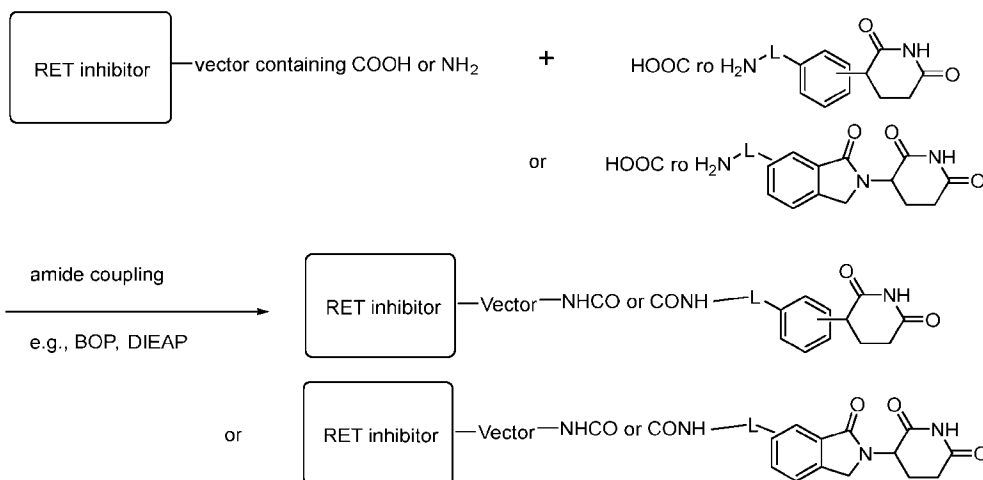 RET inhibitor vector containing COOH or NH₂ + HOOC ro H₂N L O NH O
or HOOC ro H₂N L O N O NH O
amide coupling
e.g., BOP, DIEAP
RET inhibitor Vector NHCO or CONH L O NH O
or RET inhibitor Vector NHCO or CONH L O N O NH O